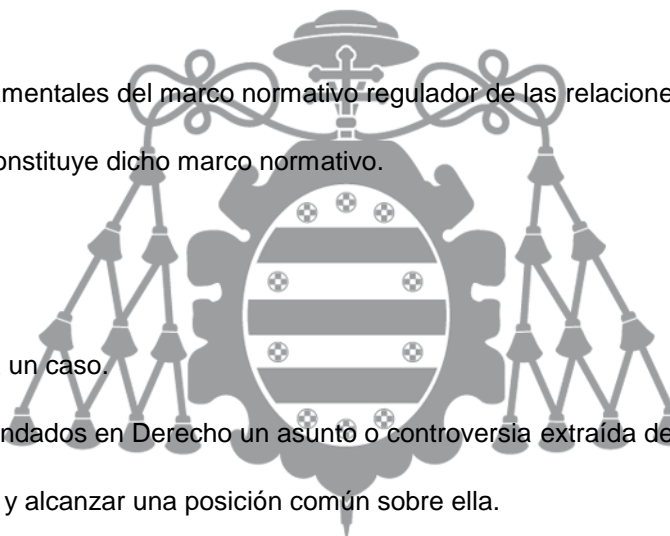 amentales del marco normativo regulador de las relacione
onstituye dicho marco normativo.
un caso.
ndados en Derecho un asunto o controversia extraída de
y alcanzar una posición común sobre ella.